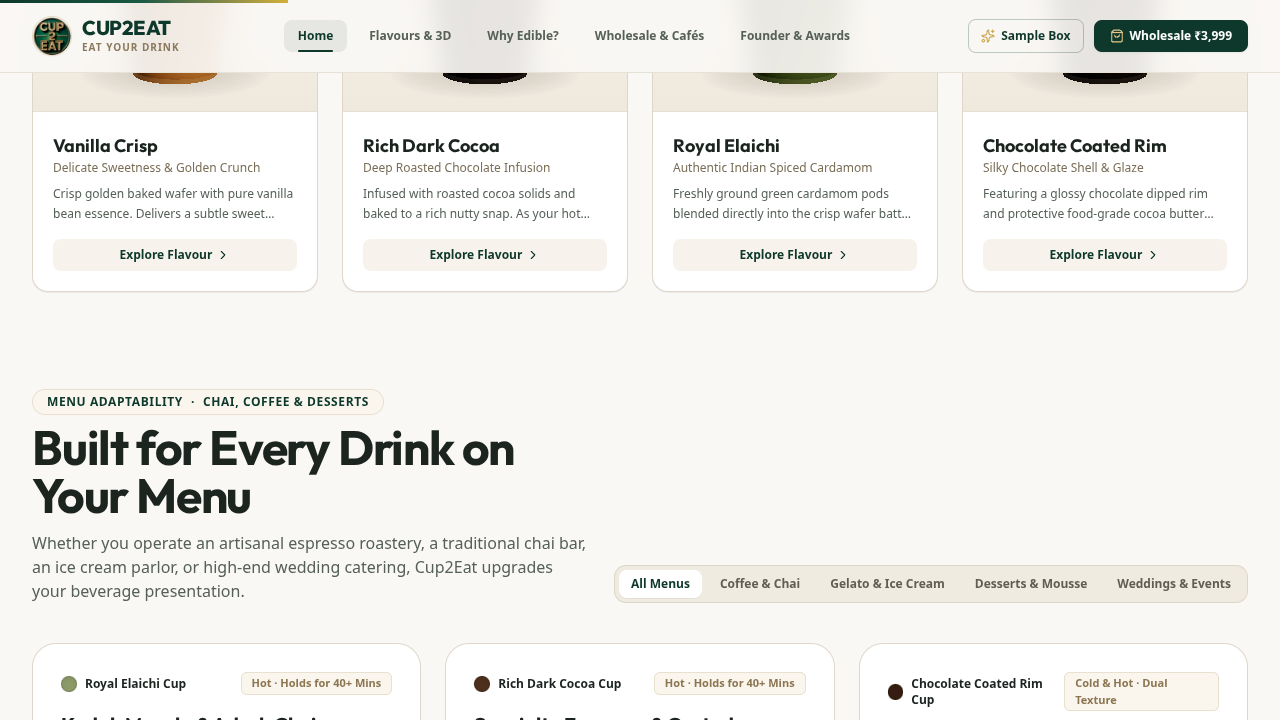 CUP2EAT
EAT YOUR DRINK
CUP
2
EAT
Home
Flavours & 3D
Why Edible?
Wholesale & Cafés
Founder & Awards
Sample Box
Wholesale ₹3,999
Vanilla Crisp
Delicate Sweetness & Golden Crunch
Crisp golden baked wafer with pure vanilla
bean essence. Delivers a subtle sweet...
Explore Flavour
Rich Dark Cocoa
Deep Roasted Chocolate Infusion
Infused with roasted cocoa solids and
baked to a rich nutty snap. As your hot...
Explore Flavour
Royal Elaichi
Authentic Indian Spiced Cardamom
Freshly ground green cardamom pods
blended directly into the crisp wafer batt...
Explore Flavour
Chocolate Coated Rim
Silky Chocolate Shell & Glaze
Featuring a glossy chocolate dipped rim
and protective food-grade cocoa butter...
Explore Flavour
MENU ADAPTABILITY · CHAI, COFFEE & DESSERTS
Built for Every Drink on
Your Menu
Whether you operate an artisanal espresso roastery, a traditional chai bar,
an ice cream parlor, or high-end wedding catering, Cup2Eat upgrades
your beverage presentation.
All Menus
Coffee & Chai
Gelato & Ice Cream
Desserts & Mousse
Weddings & Events
Royal Elaichi Cup
Hot · Holds for 40+ Mins
Rich Dark Cocoa Cup
Hot · Holds for 40+ Mins
Chocolate Coated Rim
Cup
Cold & Hot · Dual
Texture